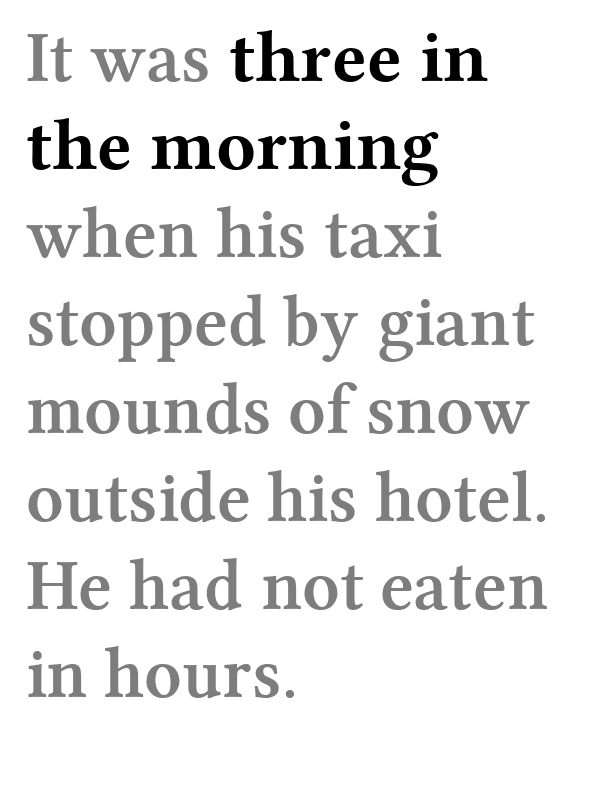 It was three in
the morning
when his taxi
stopped by giant
mounds of snow
outside his hotel.
He had not eaten
in hours.